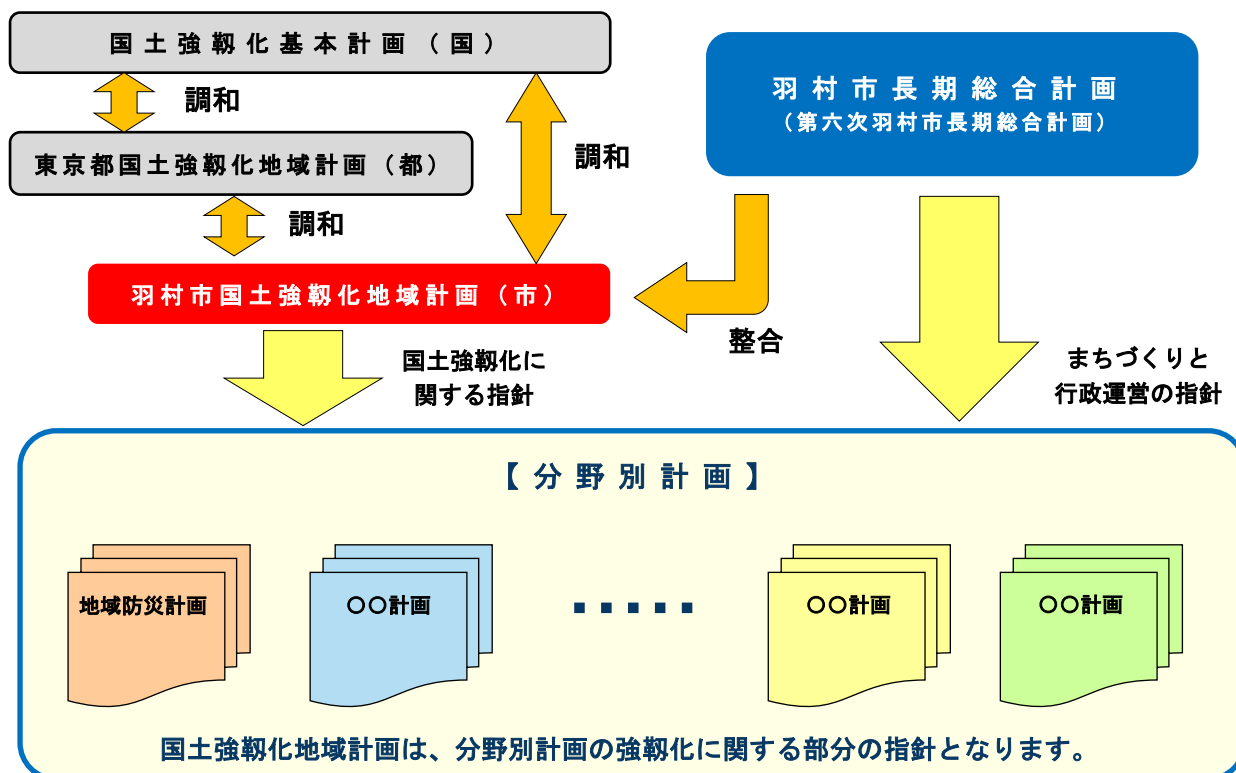 国土強靱化基本計画（国）
調和
東京都国土強靱化地域計画（都）
調和
調和
羽村市国土強靱化地域計画（市）
羽村市長期総合計画
（第六次羽村市長期総合計画）
整合
国土強靱化に
関する指針
まちづくりと
行政運営の指針
【分野別計画】
地域防災計画
〇〇計画
・・・・・
〇〇計画
〇〇計画
国土強靱化地域計画は、分野別計画の強靱化に関する部分の指針となります。